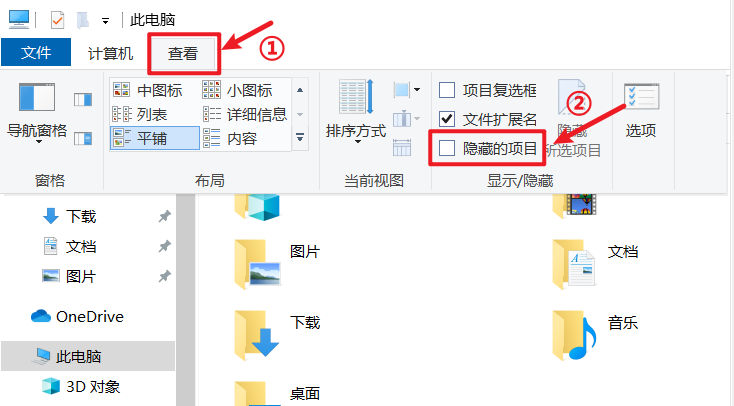 此电脑
文件 计算机 查看 ①
中图标 小图标 项目复选框 ②
列表 详细信息 文件扩展名
导航窗格 平铺 内容 排序方式 隐藏的项目 隐藏 选项
所选项目
窗格 布局 当前视图 显示/隐藏
下载
文档
图片
OneDrive
此电脑
3D 对象
图片 文档
下载 音乐
桌面